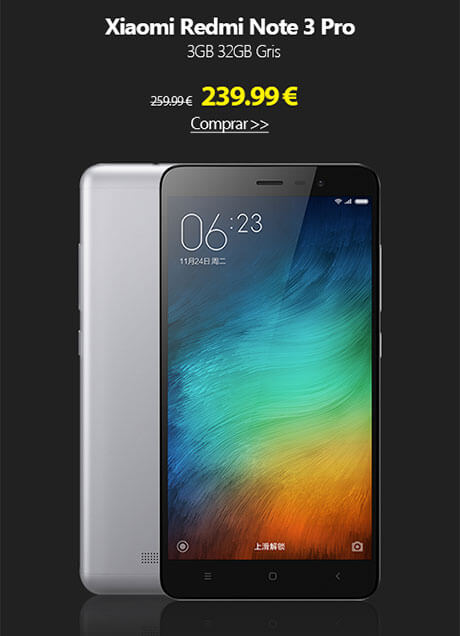 Xiaomi Redmi Note 3 Pro
3GB 32GB Gris
259.99 € 239.99 €
Comprar >>
06:23
11月24日 周二
上滑解锁